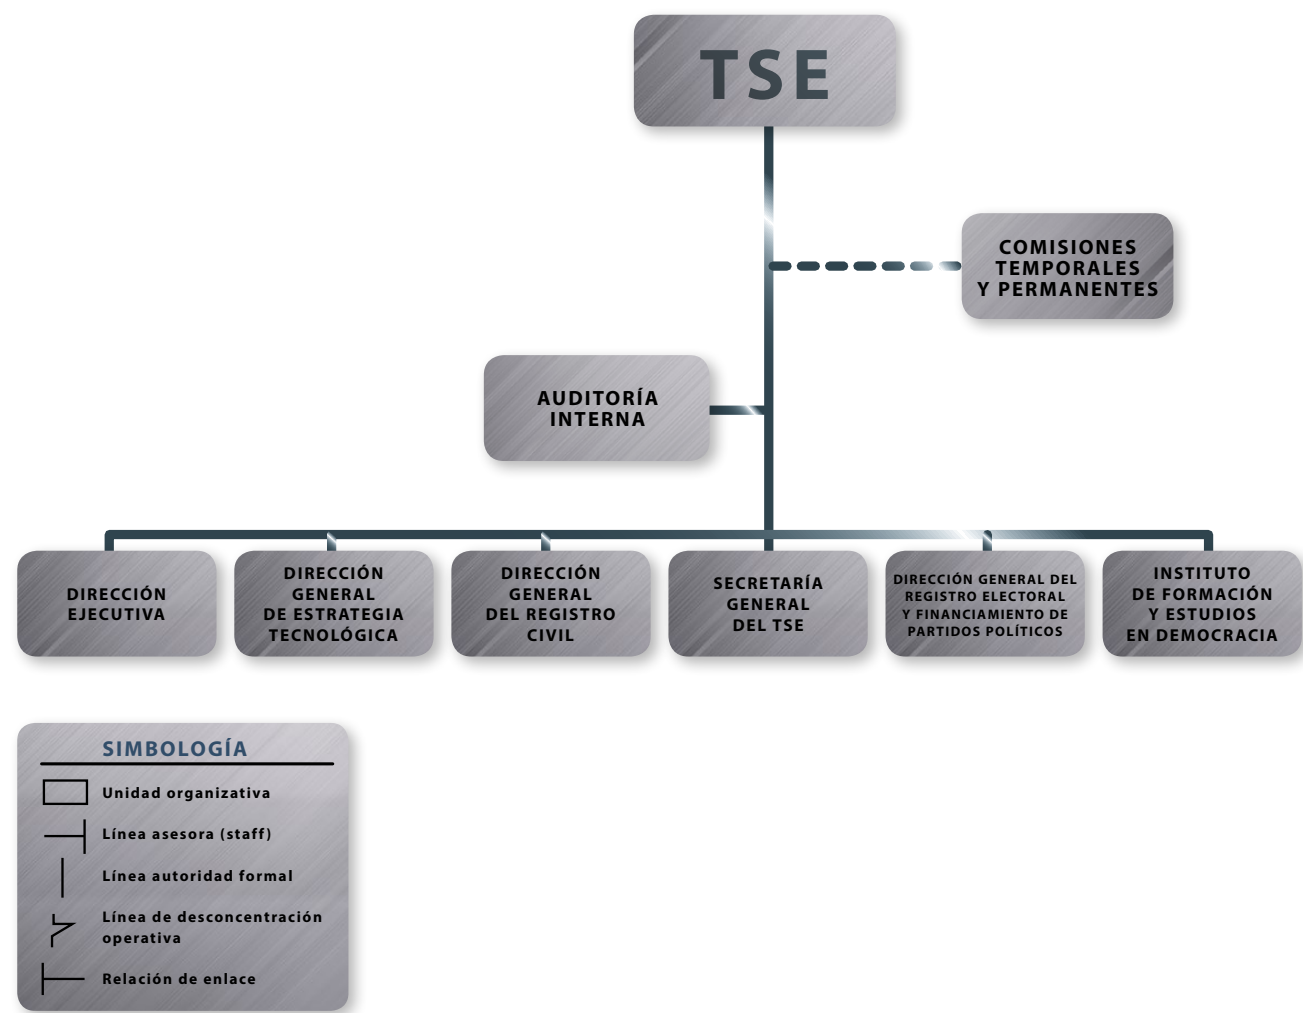 TSE
COMISIONES
TEMPORALES
Y PERMANENTES
AUDITORÍA
INTERNA
DIRECCIÓN
EJECUTIVA
DIRECCIÓN
GENERAL
DE ESTRATEGIA
TECNOLÓGICA
DIRECCIÓN
GENERAL
DEL REGISTRO
CIVIL
SECRETARÍA
GENERAL
DEL TSE
DIRECCIÓN GENERAL DEL
REGISTRO ELECTORAL
Y FINANCIAMIENTO DE
PARTIDOS POLÍTICOS
INSTITUTO
DE FORMACIÓN
Y ESTUDIOS
EN DEMOCRACIA
SIMBOLOGÍA
Unidad organizativa
Línea asesora (staff)
Línea autoridad formal
Línea de desconcentración
operativa
Relación de enlace